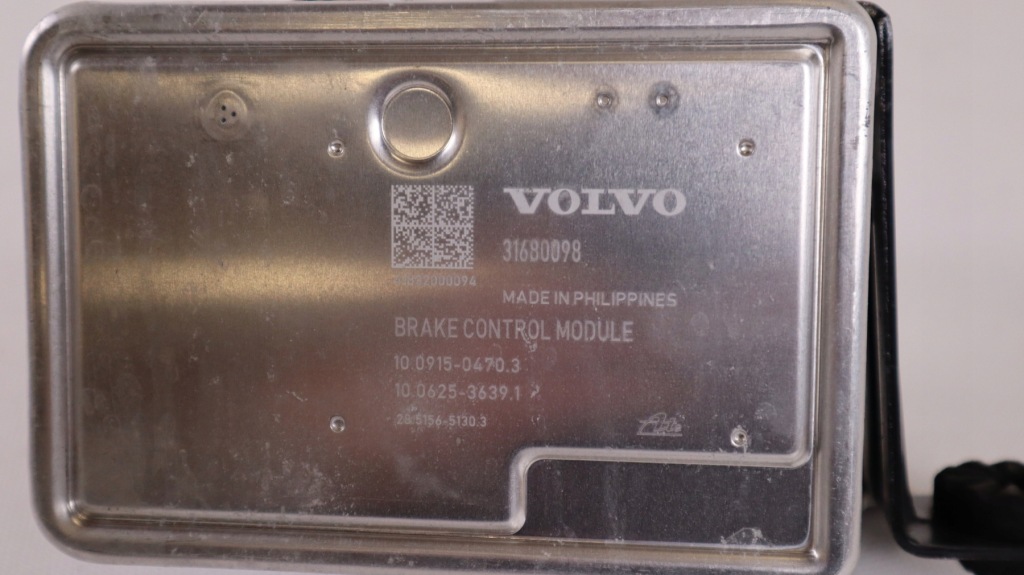 VOLVO
31680098
MADE IN PHILIPPINES
BRAKE CONTROL MODULE
10.0915-0470.3
10.0625-3639.1
28.5156-5130.3